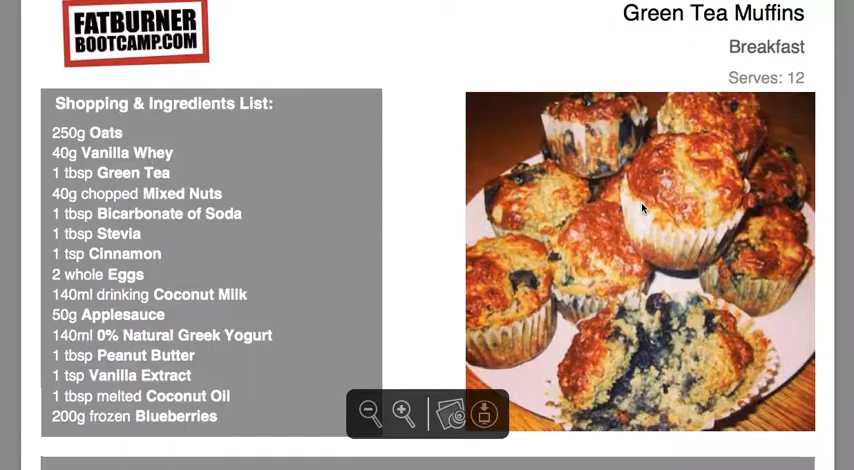 FATBURNER
BOOTCAMP.COM
Green Tea Muffins
Breakfast
Serves: 12
Shopping & Ingredients List:
250g Oats
40g Vanilla Whey
1 tbsp Green Tea
40g chopped Mixed Nuts
1 tbsp Bicarbonate of Soda
1 tbsp Stevia
1 tsp Cinnamon
2 whole Eggs
140ml drinking Coconut Milk
50g Applesauce
140ml 0% Natural Greek Yogurt
1 tbsp Peanut Butter
1 tsp Vanilla Extract
1 tbsp melted Coconut Oil
200g frozen Blueberries